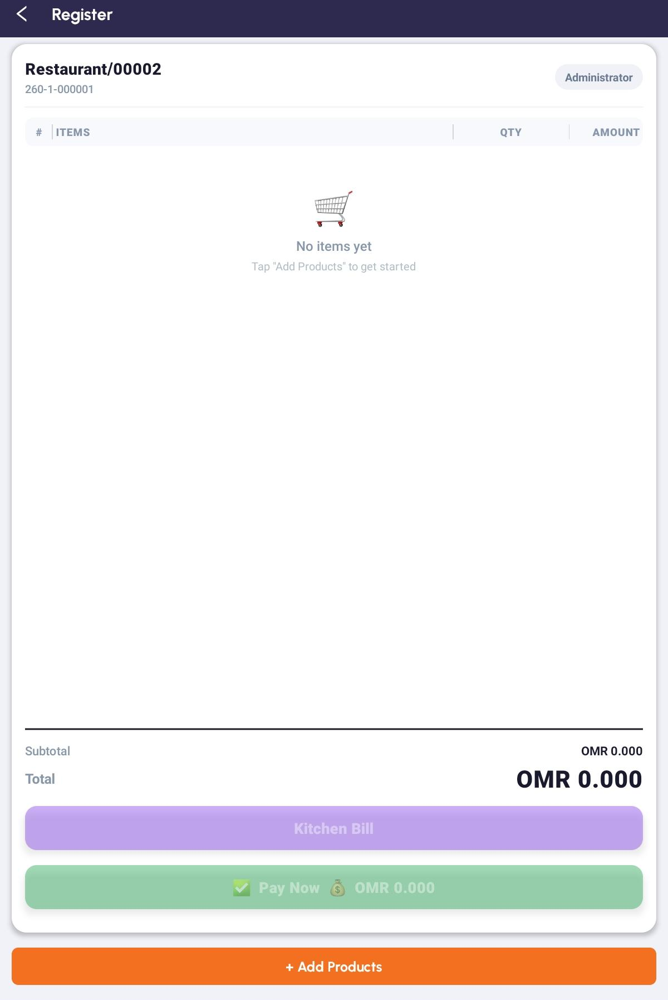 Register
Restaurant/00002
260-1-000001
Administrator
# ITEMS QTY AMOUNT
No items yet
Tap "Add Products" to get started
Subtotal OMR 0.000
Total OMR 0.000
Kitchen Bill
✅ Pay Now 💰 OMR 0.000
+ Add Products